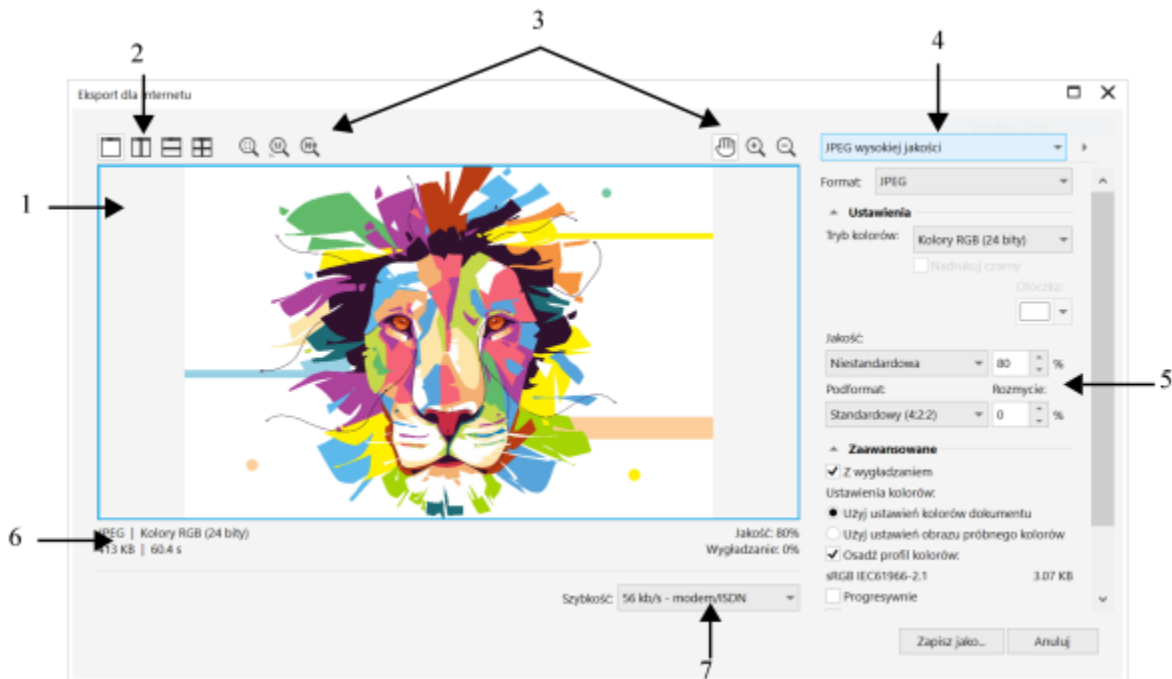 3
4
2
Eksport dla Internetu
JPEG wysokiej jakości
Format: JPEG
1
Ustawienia
Tryb kolorów: Kolory RGB (24 bity)
Nadrukuj czarny
Otoczka:
Jakość:
Niestandardowa 80 %
5
Podformat: Rozmycie:
Standardowy (4:2:2) 0 %
Zaawansowane
Z wygładzaniem
Ustawienia kolorów:
Użyj ustawień kolorów dokumentu
6
JPEG | Kolory RGB (24 bity) Jakość: 80%
Użyj ustawień obrazu próbnego kolorów
413 KB | 60.4 s Wygładzanie: 0%
Osadź profil kolorów:
sRGB IEC61966-2.1 3.07 KB
Szybkość: 56 kb/s - modem/ISDN
Progresywnie
Zapisz jako... Anuluj
7